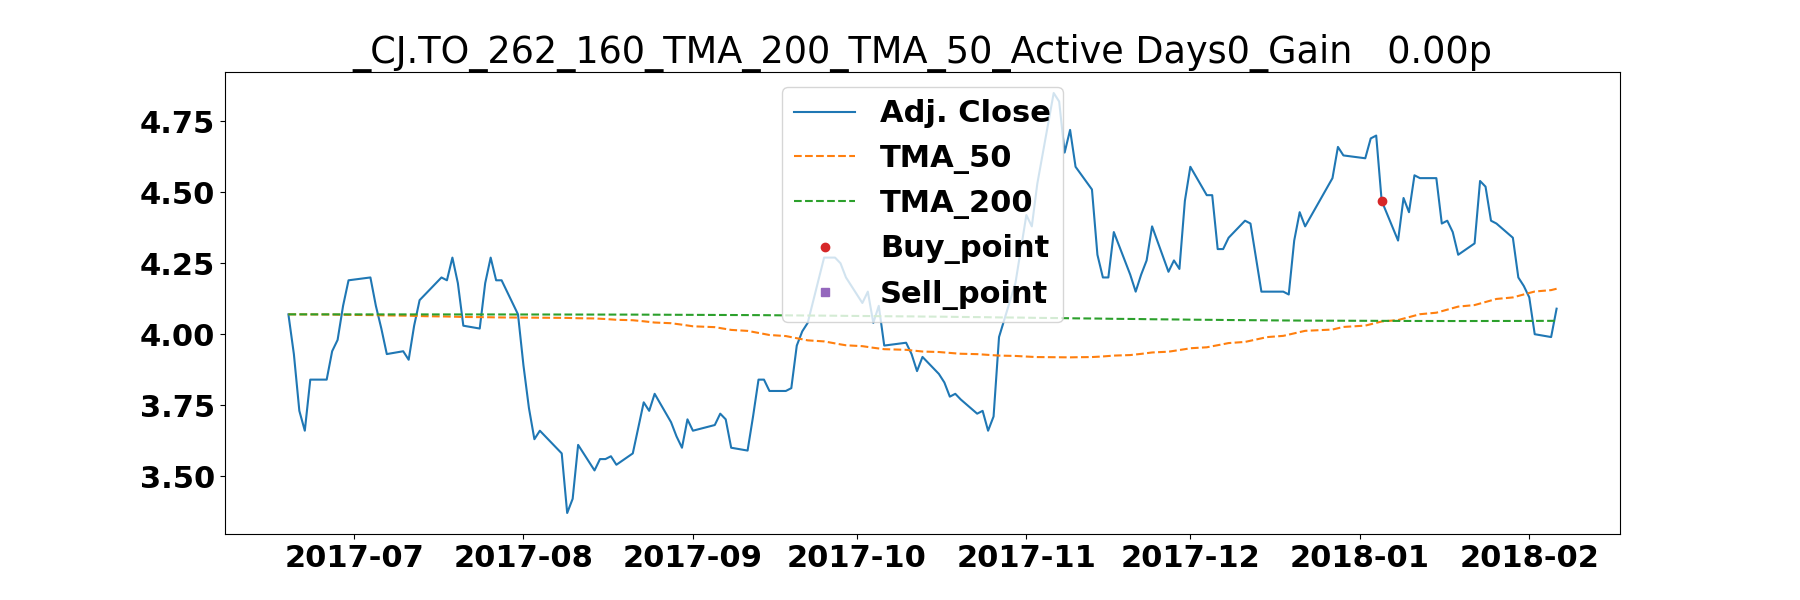 _CJ.TO_262_160_TMA_200_TMA_50_Active Days0_Gain   0.00p
4.75
4.50
4.25
4.00
3.75
3.50
Adj. Close
TMA_50
TMA_200
Buy_point
Sell_point
2017-07 2017-08 2017-09 2017-10 2017-11 2017-12 2018-01 2018-02